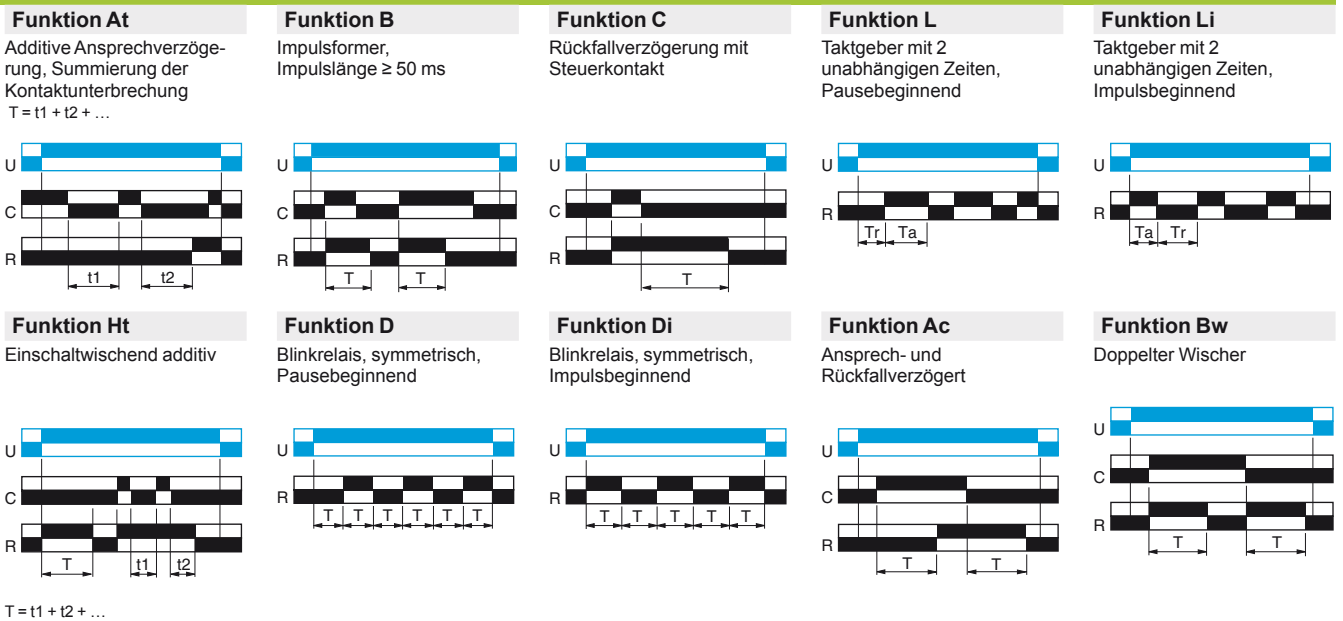 Funktion At
Additive Ansprechverzöge-
rung, Summierung der
Kontaktunterbrechung
T = t1 + t2 + …
U
C
R
t1 t2
Funktion B
Impulsformer,
Impulslänge ≥ 50 ms
U
C
R
T T
Funktion C
Rückfallverzögerung mit
Steuerkontakt
U
C
R
T
Funktion L
Taktgeber mit 2
unabhängigen Zeiten,
Pausebeginnend
U
R
Tr Ta
Funktion Li
Taktgeber mit 2
unabhängigen Zeiten,
Impulsbeginnend
U
R
Ta Tr
Funktion Ht
Einschaltwischend additiv
U
C
R
T t1 t2
T = t1 + t2 + …
Funktion D
Blinkrelais, symmetrisch,
Pausebeginnend
U
R
T T T T T T
Funktion Di
Blinkrelais, symmetrisch,
Impulsbeginnend
U
R
T T T T T
Funktion Ac
Ansprech- und
Rückfallverzögert
U
C
R
T T
Funktion Bw
Doppelter Wischer
U
C
R
T T